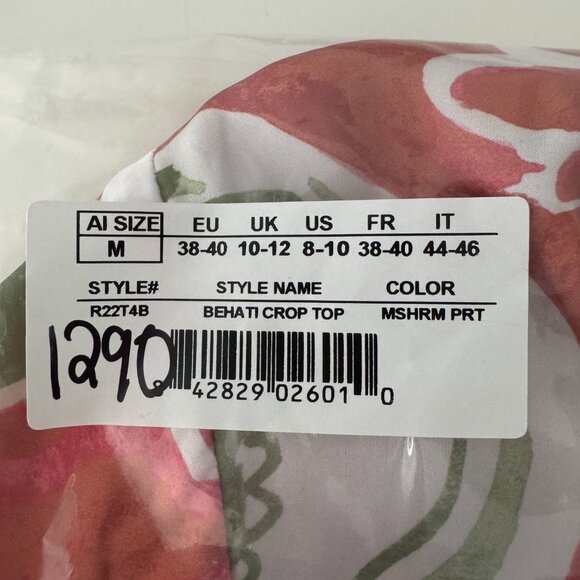 AI SIZE EU UK US FR IT
M 38-40 10-12 8-10 38-40 44-46
STYLE# STYLE NAME COLOR
R22T4B BEHATI CROP TOP MSHRM PRT
1290
42829 02601 0